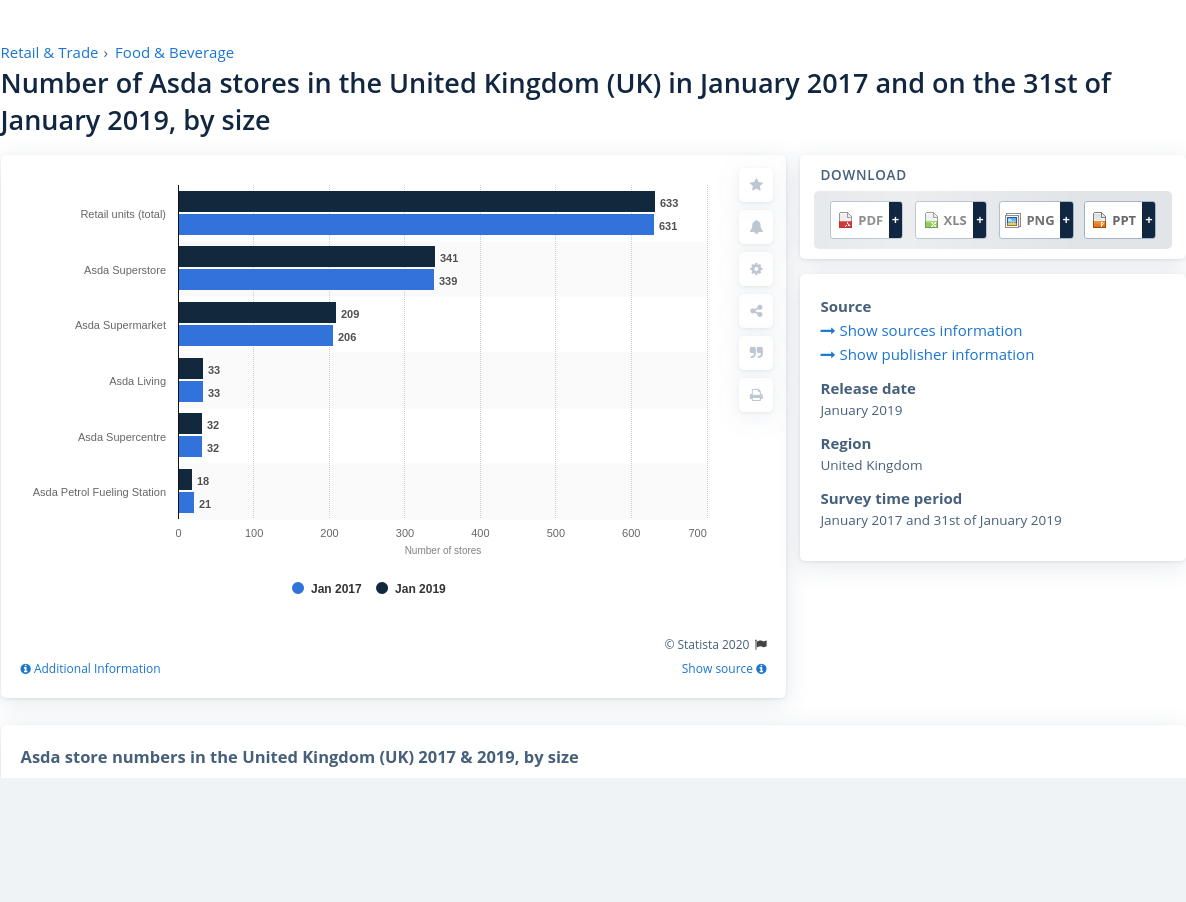 Retail & Trade › Food & Beverage
Number of Asda stores in the United Kingdom (UK) in January 2017 and on the 31st of
January 2019, by size
Retail units (total)
633
631
Asda Superstore
341
339
Asda Supermarket
209
206
Asda Living
33
33
Asda Supercentre
32
32
Asda Petrol Fueling Station
18
21
0 100 200 300 400 500 600 700
Number of stores
Jan 2017 Jan 2019
© Statista 2020
Additional Information Show source
DOWNLOAD
PDF + XLS + PNG + PPT +
Source
Show sources information
Show publisher information
Release date
January 2019
Region
United Kingdom
Survey time period
January 2017 and 31st of January 2019
Asda store numbers in the United Kingdom (UK) 2017 & 2019, by size